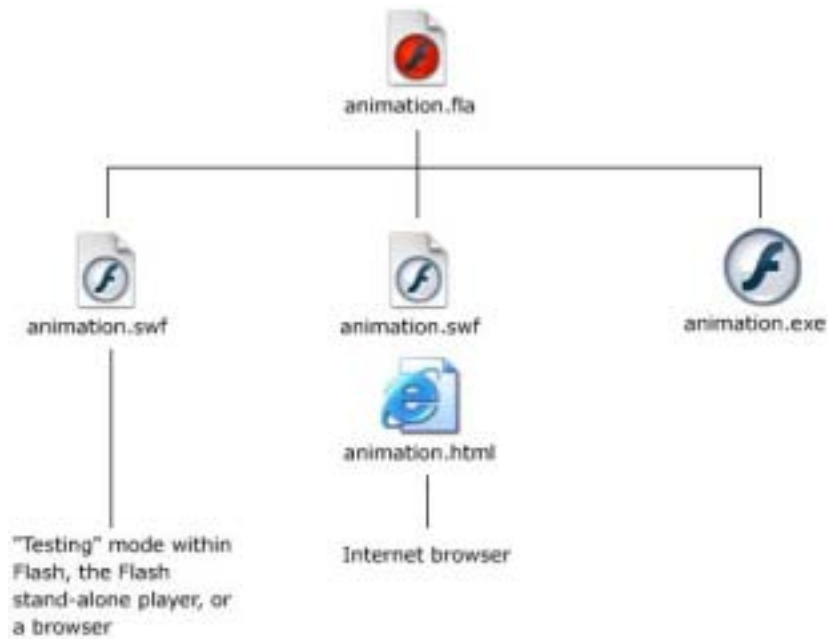 animation.fla
animation.swf
animation.swf
animation.exe
animation.html
"Testing" mode within
Flash, the Flash
stand-alone player, or
a browser
Internet browser